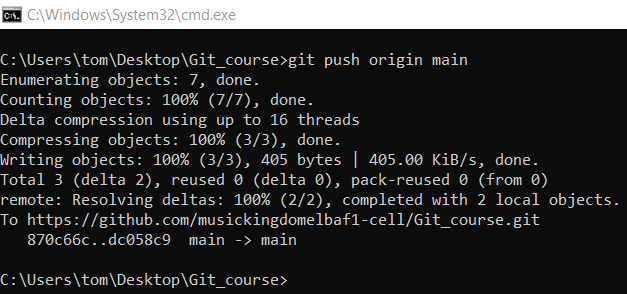 C:\Windows\System32\cmd.exe
C:\Users\tom\Desktop\Git_course>git push origin main
Enumerating objects: 7, done.
Counting objects: 100% (7/7), done.
Delta compression using up to 16 threads
Compressing objects: 100% (3/3), done.
Writing objects: 100% (3/3), 405 bytes | 405.00 KiB/s, done.
Total 3 (delta 2), reused 0 (delta 0), pack-reused 0 (from 0)
remote: Resolving deltas: 100% (2/2), completed with 2 local objects.
To https://github.com/musickingdomelbaf1-cell/Git_course.git
   870c66c..dc058c9  main -> main
C:\Users\tom\Desktop\Git_course>